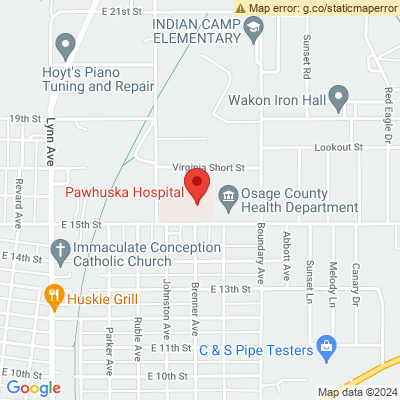 Map error: g.co/staticmaperror
E 21st St
INDIAN CAMP
ELEMENTARY
Hoyt's Piano
Tuning and Repair
Sunset Rd
Wakon Iron Hall
Red Eagle Dr
19th St
Lynn Ave
Lookout St
Virginia Short St
Revard Ave
Pawhuska Hospital
Osage County
Health Department
E 15th St
Immaculate Conception
Catholic Church
E 14th St
Boundary Ave
Abbott Ave
Sunset Ln
Melody Ln
Canary Dr
Huskie Grill
E 13th St
Johnston Ave
Brenner Ave
Ruble Ave
Parker Ave
E 11th St
C & S Pipe Testers
E 10th St
E 10th St
Google
Map data ©2024